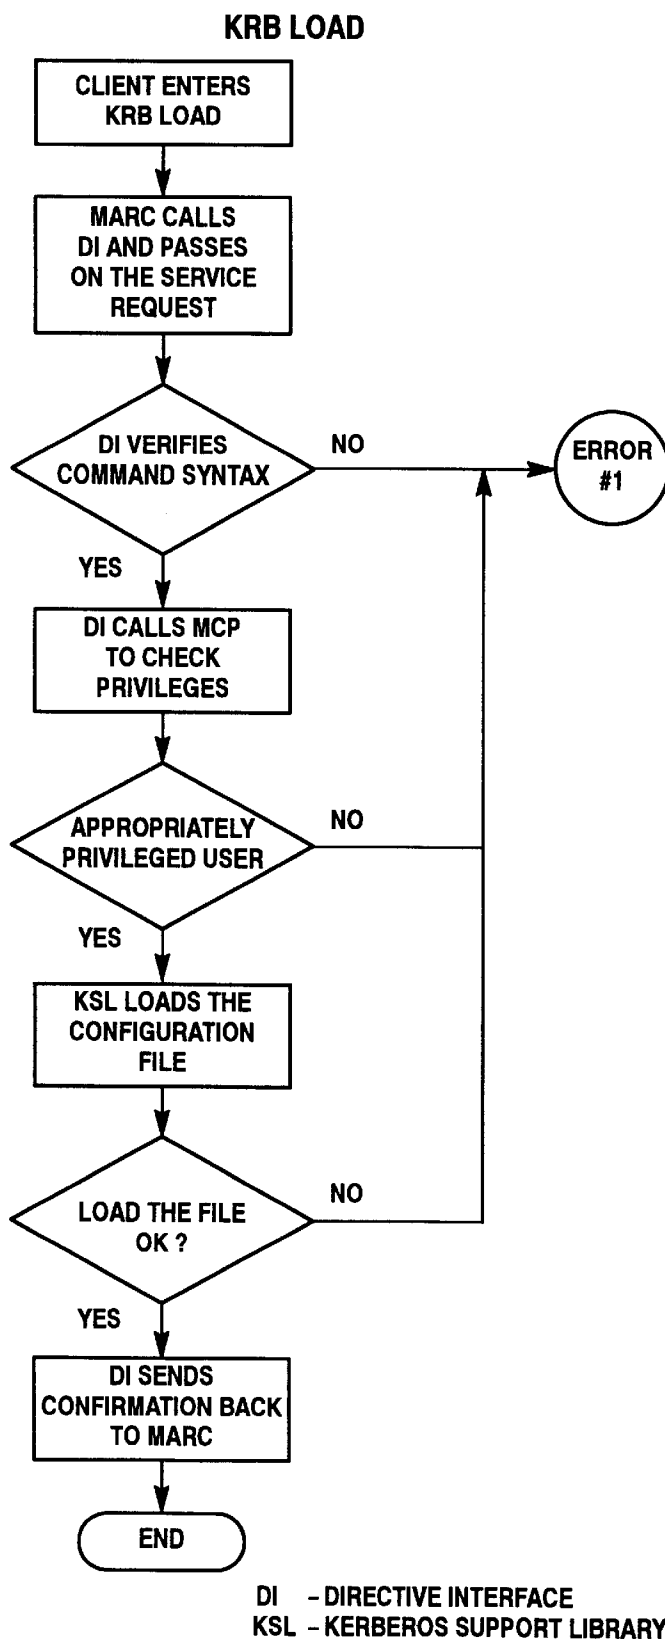 KRB LOAD
CLIENT ENTERS
KRB LOAD
MARC CALLS
DI AND PASSES
ON THE SERVICE
REQUEST
DI VERIFIES
COMMAND SYNTAX
NO
ERROR
#1
YES
DI CALLS MCP
TO CHECK
PRIVILEGES
APPROPRIATELY
PRIVILEGED USER
NO
YES
KSL LOADS THE
CONFIGURATION
FILE
LOAD THE FILE
OK ?
NO
YES
DI SENDS
CONFIRMATION BACK
TO MARC
END
DI - DIRECTIVE INTERFACE
KSL - KERBEROS SUPPORT LIBRARY